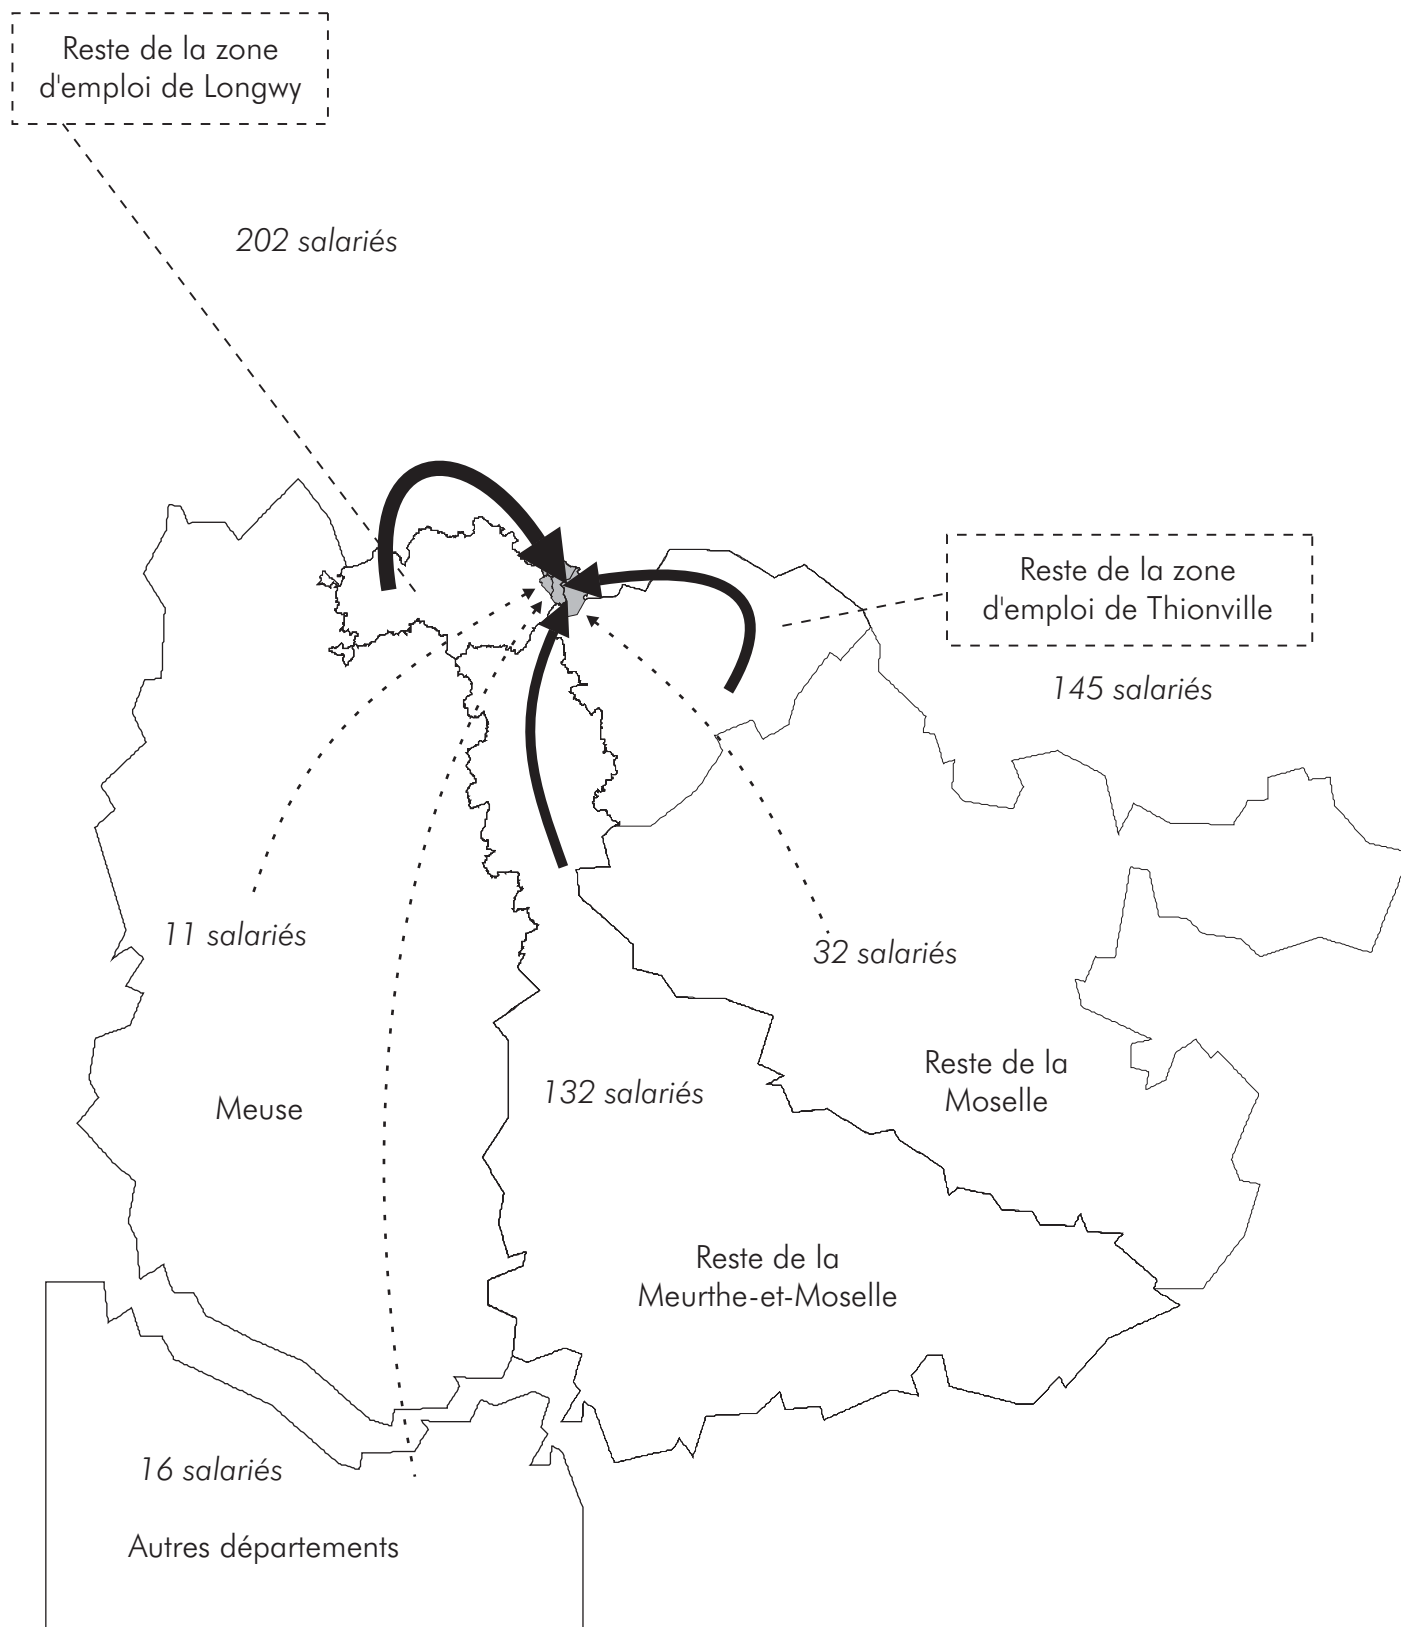 Reste de la zone
d'emploi de Longwy
202 salariés
Reste de la zone
d'emploi de Thionville
145 salariés
11 salariés
32 salariés
Reste de la
Moselle
132 salariés
Meuse
Reste de la
Meurthe-et-Moselle
16 salariés
Autres départements